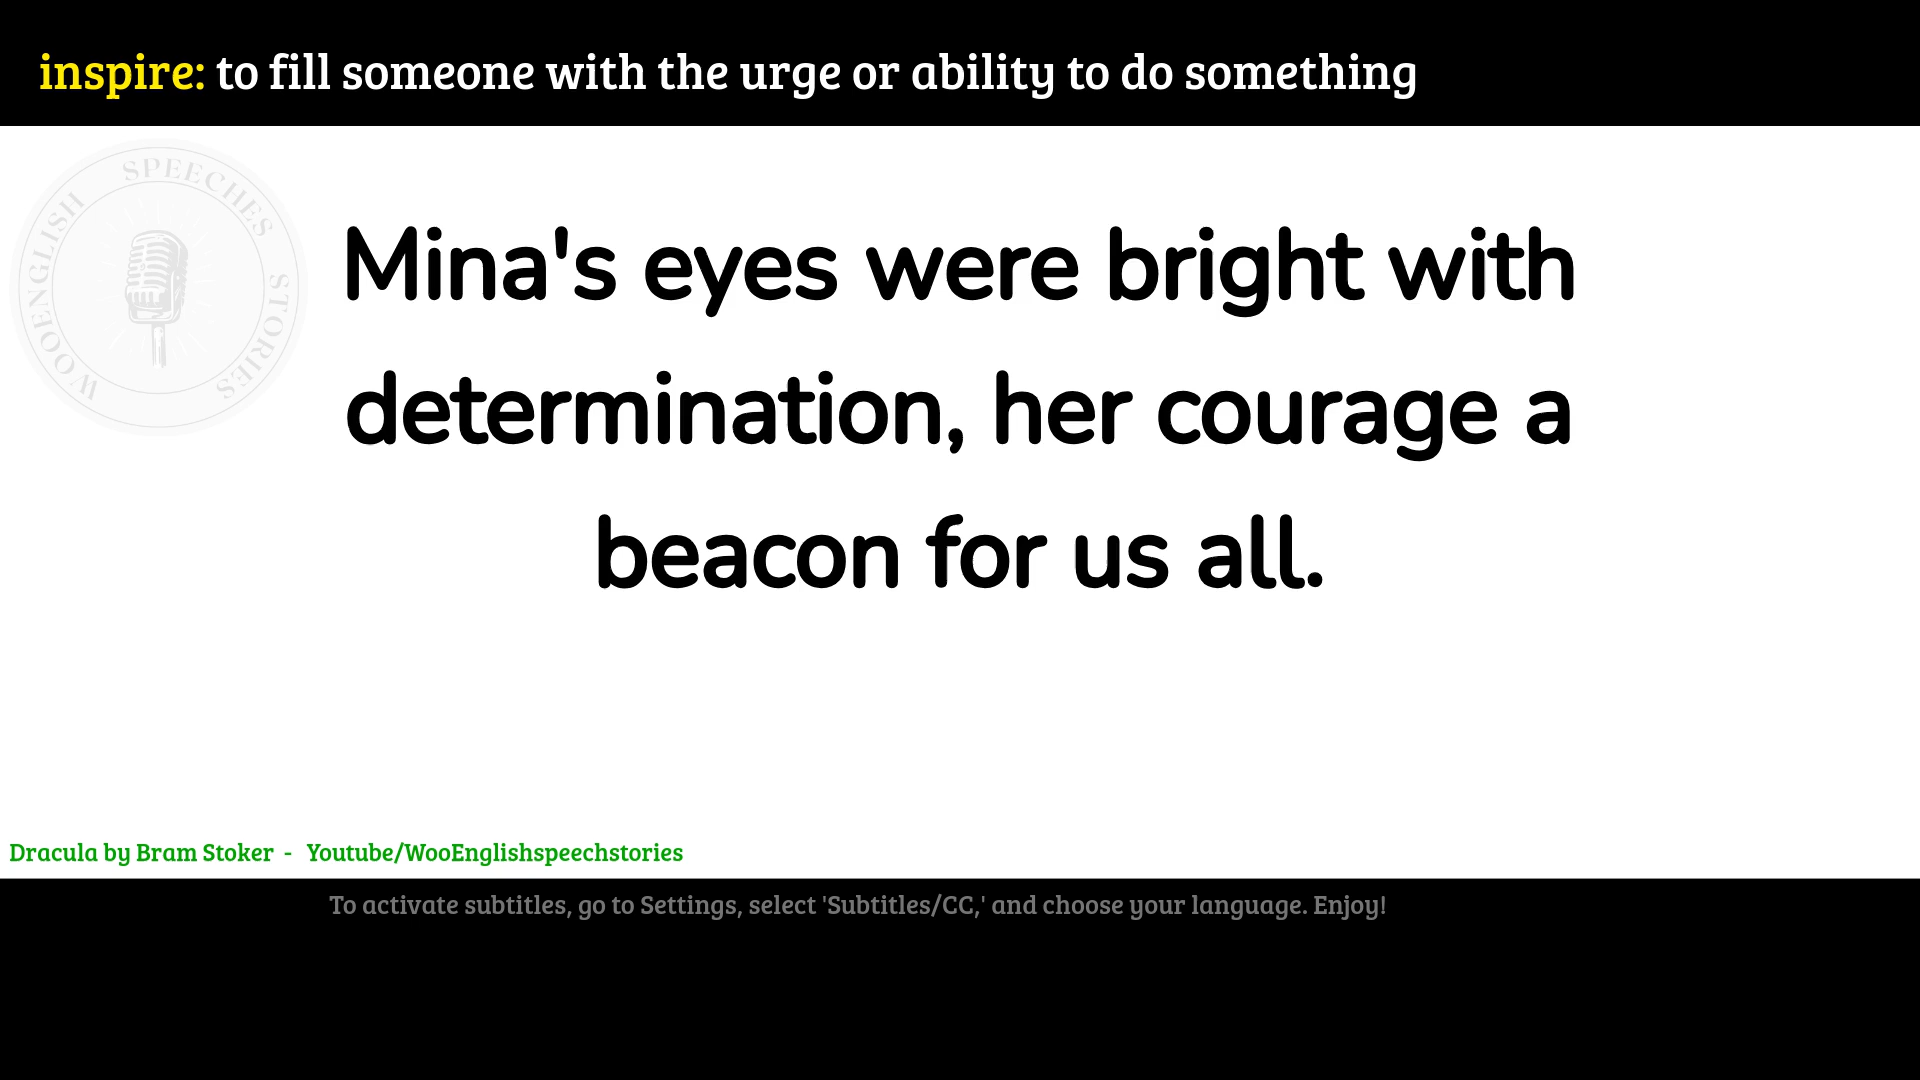 inspire: to fill someone with the urge or ability to do something
WOOENGLISH SPEECHES STORIES
Mina's eyes were bright with
determination, her courage a
beacon for us all.
Dracula by Bram Stoker - Youtube/WooEnglishspeechstories
To activate subtitles, go to Settings, select 'Subtitles/CC,' and choose your language. Enjoy!